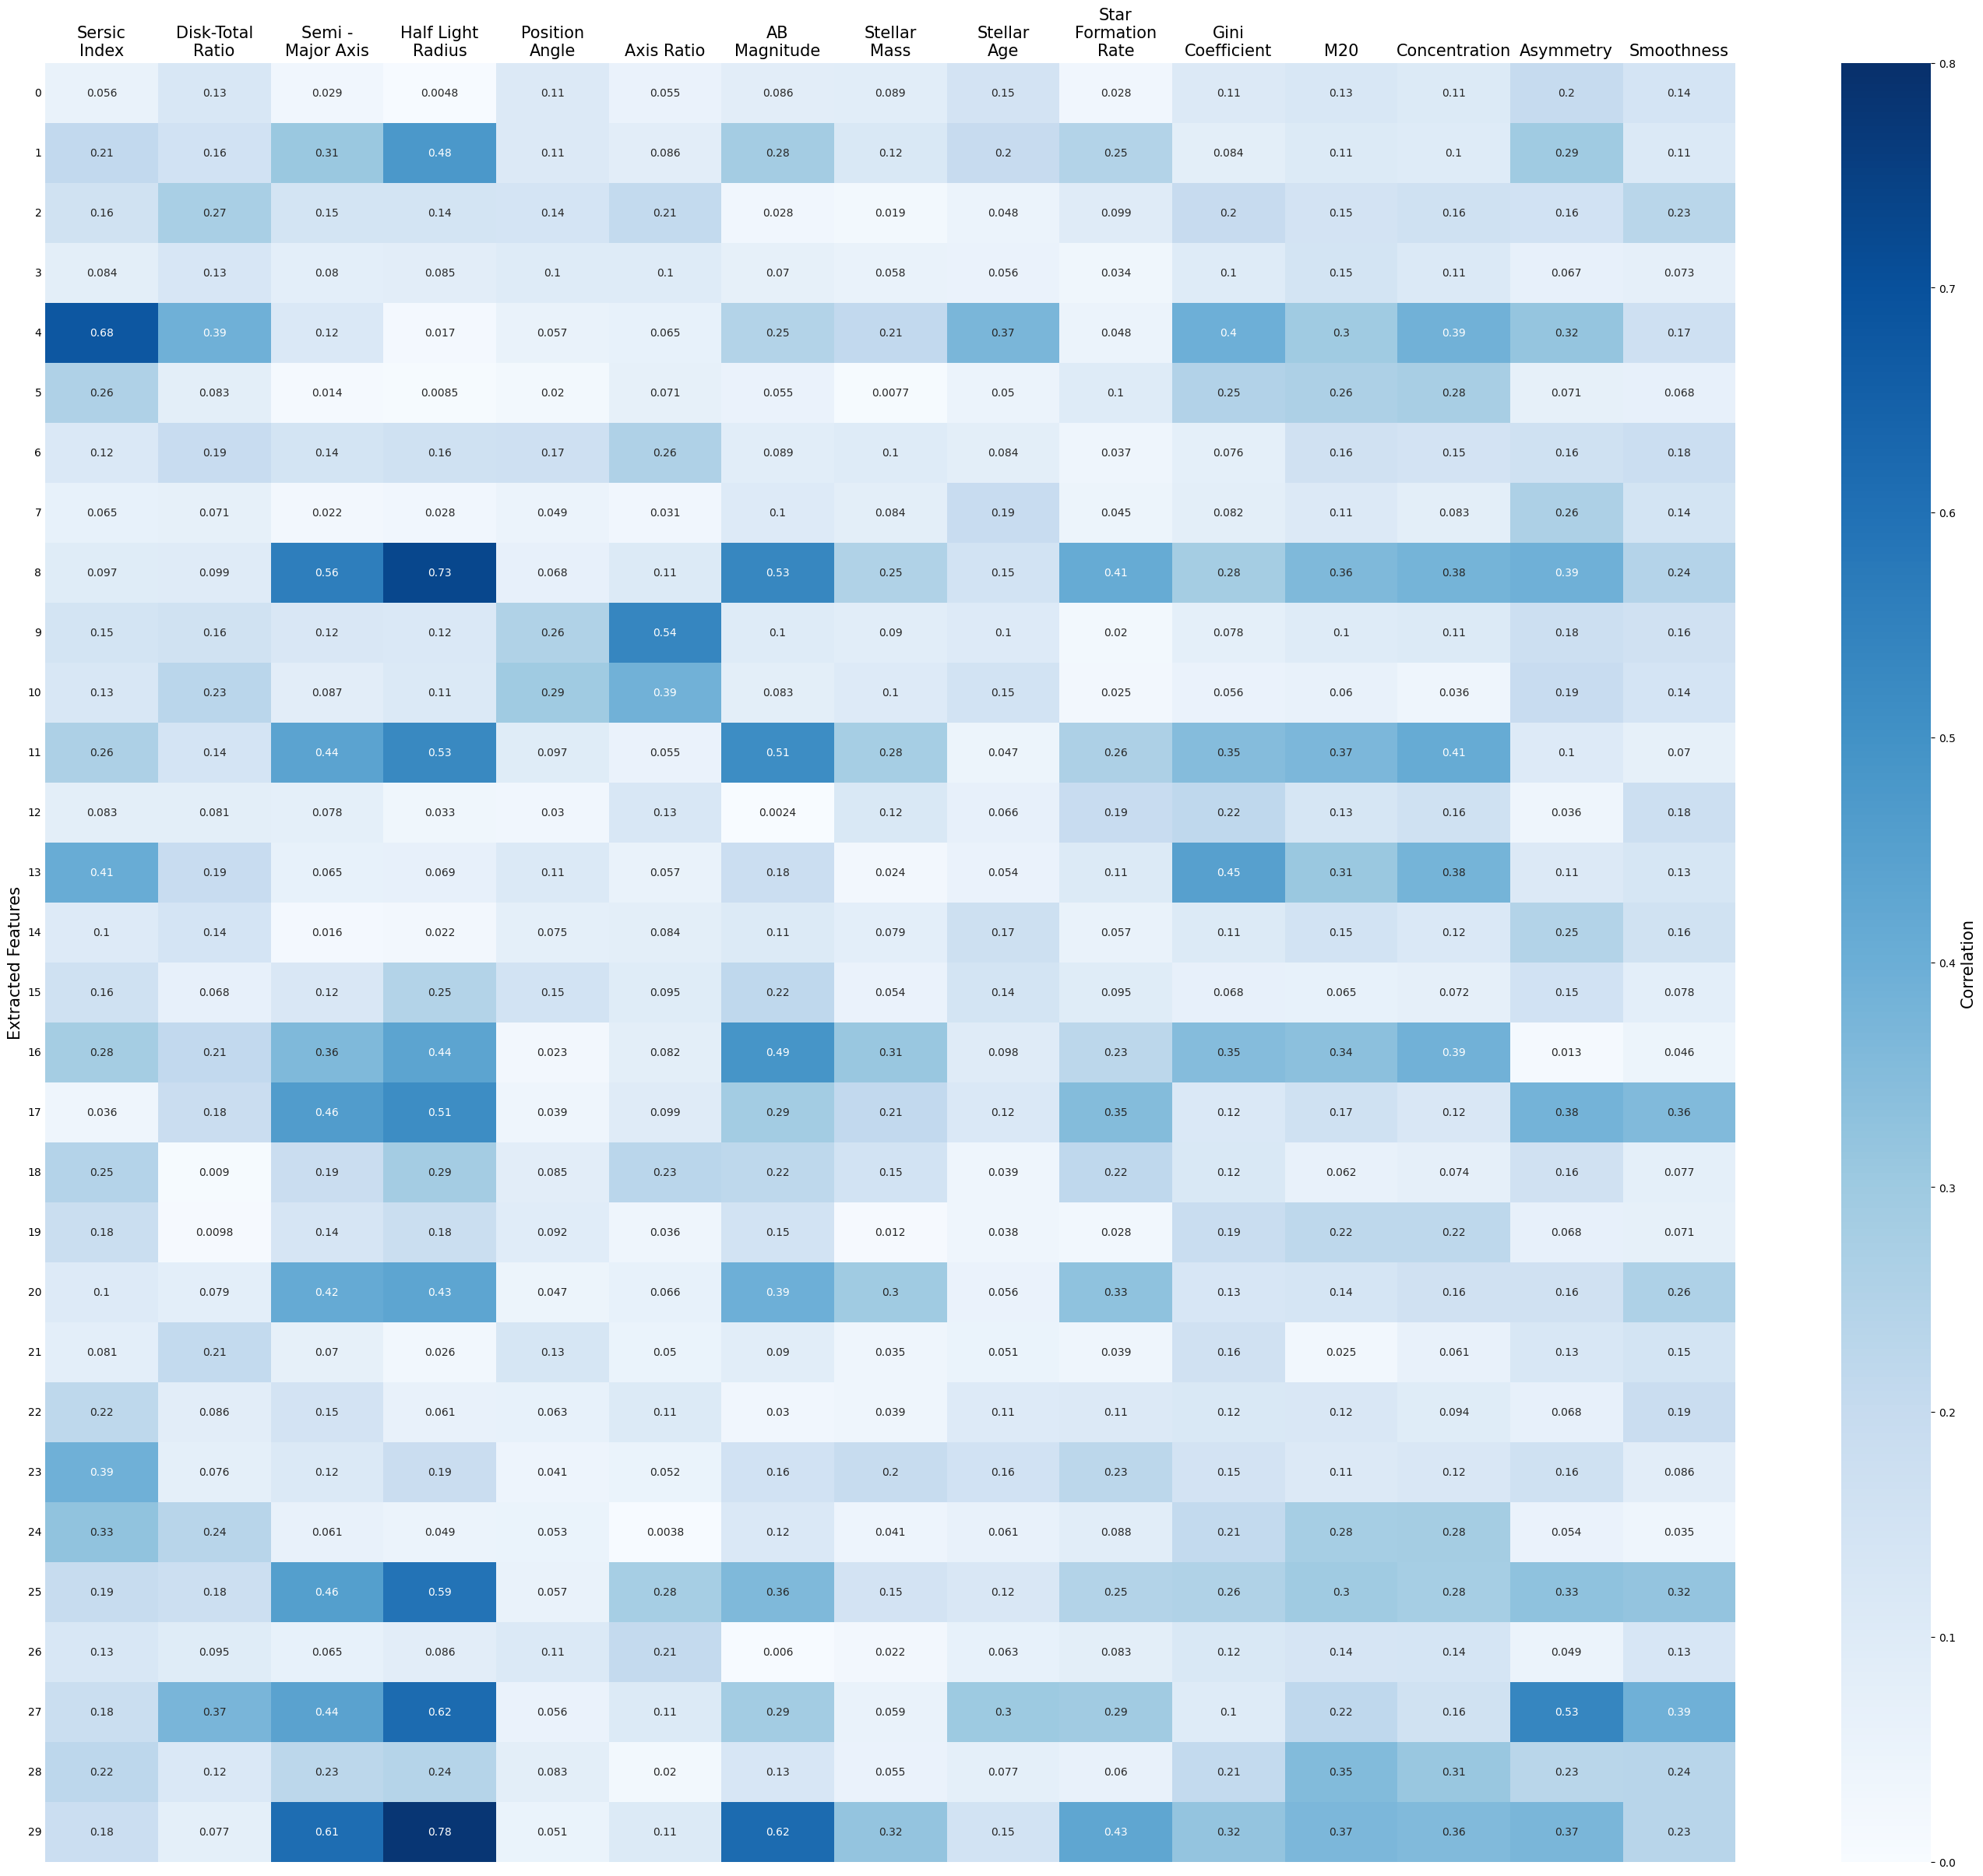 Star
Sersic Disk-Total Semi - Half Light Position AB Stellar Stellar Formation Gini
Index Ratio Major Axis Radius Angle Axis Ratio Magnitude Mass Age Rate Coefficient M20 Concentration Asymmetry Smoothness
0 0.056 0.13 0.029 0.0048 0.11 0.055 0.086 0.089 0.15 0.028 0.11 0.13 0.11 0.2 0.14
1 0.21 0.16 0.31 0.48 0.11 0.086 0.28 0.12 0.2 0.25 0.084 0.11 0.1 0.29 0.11
2 0.16 0.27 0.15 0.14 0.14 0.21 0.028 0.019 0.048 0.099 0.2 0.15 0.16 0.16 0.23
3 0.084 0.13 0.08 0.085 0.1 0.1 0.07 0.058 0.056 0.034 0.1 0.15 0.11 0.067 0.073
4 0.68 0.39 0.12 0.017 0.057 0.065 0.25 0.21 0.37 0.048 0.4 0.3 0.39 0.32 0.17
5 0.26 0.083 0.014 0.0085 0.02 0.071 0.055 0.0077 0.05 0.1 0.25 0.26 0.28 0.071 0.068
6 0.12 0.19 0.14 0.16 0.17 0.26 0.089 0.1 0.084 0.037 0.076 0.16 0.15 0.16 0.18
7 0.065 0.071 0.022 0.028 0.049 0.031 0.1 0.084 0.19 0.045 0.082 0.11 0.083 0.26 0.14
8 0.097 0.099 0.56 0.73 0.068 0.11 0.53 0.25 0.15 0.41 0.28 0.36 0.38 0.39 0.24
9 0.15 0.16 0.12 0.12 0.26 0.54 0.1 0.09 0.1 0.02 0.078 0.1 0.11 0.18 0.16
10 0.13 0.23 0.087 0.11 0.29 0.39 0.083 0.1 0.15 0.025 0.056 0.06 0.036 0.19 0.14
11 0.26 0.14 0.44 0.53 0.097 0.055 0.51 0.28 0.047 0.26 0.35 0.37 0.41 0.1 0.07
12 0.083 0.081 0.078 0.033 0.03 0.13 0.0024 0.12 0.066 0.19 0.22 0.13 0.16 0.036 0.18
13 0.41 0.19 0.065 0.069 0.11 0.057 0.18 0.024 0.054 0.11 0.45 0.31 0.38 0.11 0.13
14 0.1 0.14 0.016 0.022 0.075 0.084 0.11 0.079 0.17 0.057 0.11 0.15 0.12 0.25 0.16
15 0.16 0.068 0.12 0.25 0.15 0.095 0.22 0.054 0.14 0.095 0.068 0.065 0.072 0.15 0.078
16 0.28 0.21 0.36 0.44 0.023 0.082 0.49 0.31 0.098 0.23 0.35 0.34 0.39 0.013 0.046
17 0.036 0.18 0.46 0.51 0.039 0.099 0.29 0.21 0.12 0.35 0.12 0.17 0.12 0.38 0.36
18 0.25 0.009 0.19 0.29 0.085 0.23 0.22 0.15 0.039 0.22 0.12 0.062 0.074 0.16 0.077
19 0.18 0.0098 0.14 0.18 0.092 0.036 0.15 0.012 0.038 0.028 0.19 0.22 0.22 0.068 0.071
20 0.1 0.079 0.42 0.43 0.047 0.066 0.39 0.3 0.056 0.33 0.13 0.14 0.16 0.16 0.26
21 0.081 0.21 0.07 0.026 0.13 0.05 0.09 0.035 0.051 0.039 0.16 0.025 0.061 0.13 0.15
22 0.22 0.086 0.15 0.061 0.063 0.11 0.03 0.039 0.11 0.11 0.12 0.12 0.094 0.068 0.19
23 0.39 0.076 0.12 0.19 0.041 0.052 0.16 0.2 0.16 0.23 0.15 0.11 0.12 0.16 0.086
24 0.33 0.24 0.061 0.049 0.053 0.0038 0.12 0.041 0.061 0.088 0.21 0.28 0.28 0.054 0.035
25 0.19 0.18 0.46 0.59 0.057 0.28 0.36 0.15 0.12 0.25 0.26 0.3 0.28 0.33 0.32
26 0.13 0.095 0.065 0.086 0.11 0.21 0.006 0.022 0.063 0.083 0.12 0.14 0.14 0.049 0.13
27 0.18 0.37 0.44 0.62 0.056 0.11 0.29 0.059 0.3 0.29 0.1 0.22 0.16 0.53 0.39
28 0.22 0.12 0.23 0.24 0.083 0.02 0.13 0.055 0.077 0.06 0.21 0.35 0.31 0.23 0.24
29 0.18 0.077 0.61 0.78 0.051 0.11 0.62 0.32 0.15 0.43 0.32 0.37 0.36 0.37 0.23
Extracted Features
0.8
0.7
0.6
0.5
0.4
0.3
0.2
0.1
0.0
Correlation